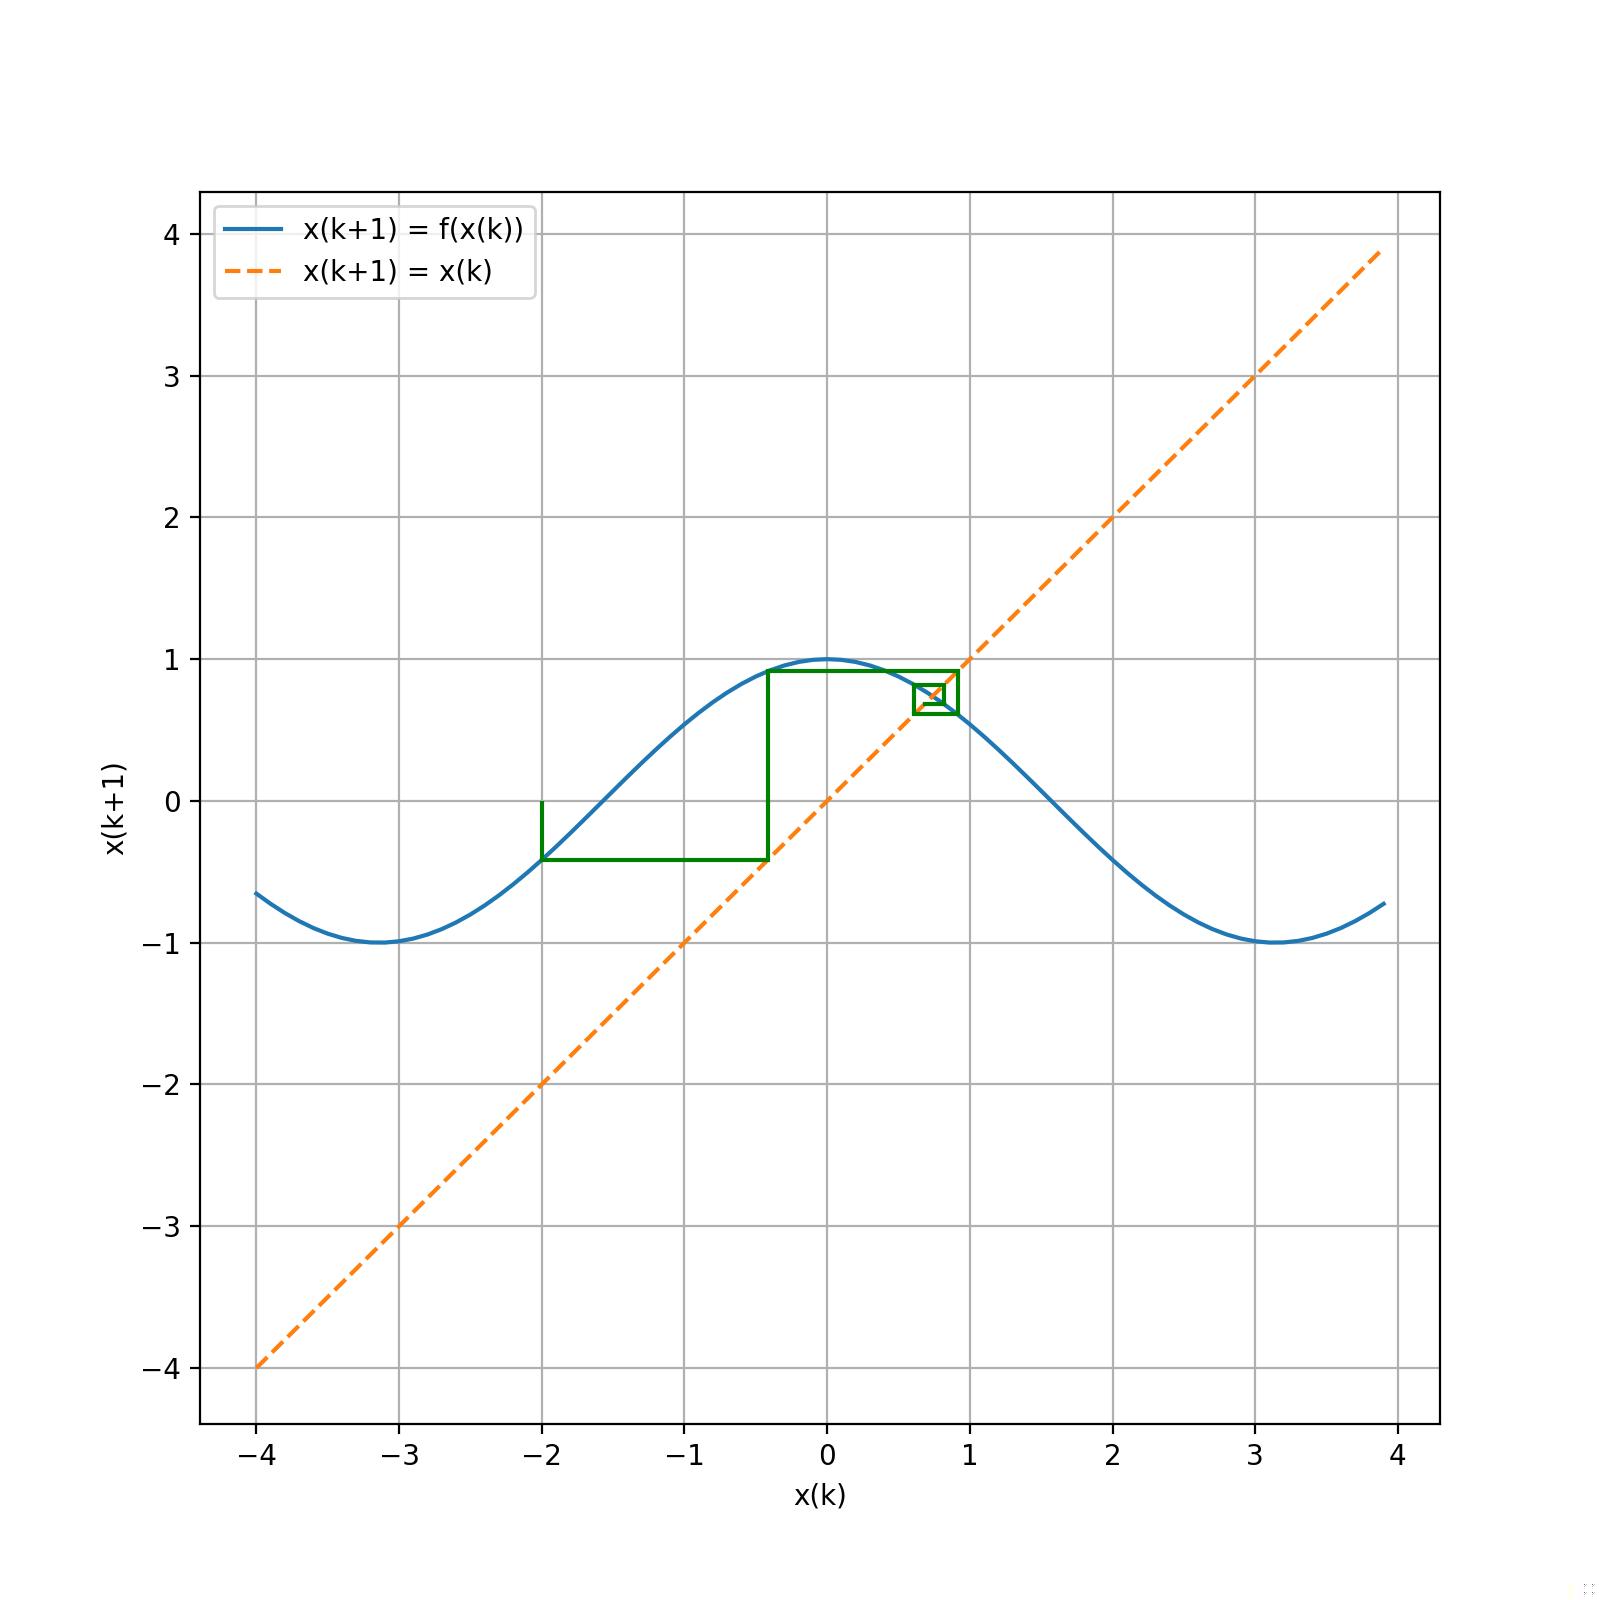 x(k+1) = f(x(k))
x(k+1) = x(k)
4
3
2
1
0
−1
−2
−3
−4
x(k+1)
−4 −3 −2 −1 0 1 2 3 4
x(k)